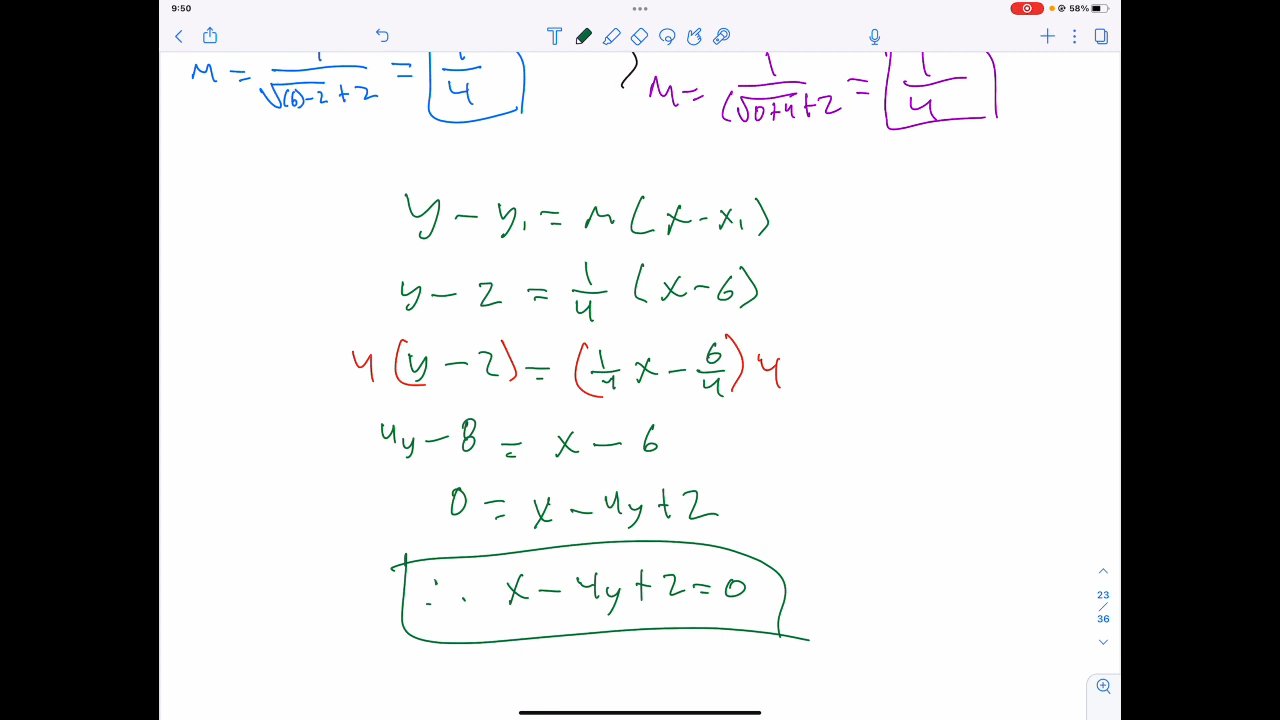 9:50
58%
T
M = 1/(√(6)-2 + 2) = 1/4
M = 1/(√0+4 + 2 = 1/4
y - y₁ = m(x - x₁)
y - 2 = 1/4 (x - 6)
4(y - 2) = (1/4 x - 6/4)4
4y - 8 = x - 6
0 = x - 4y + 2
∴ x - 4y + 2 = 0
23
/
36